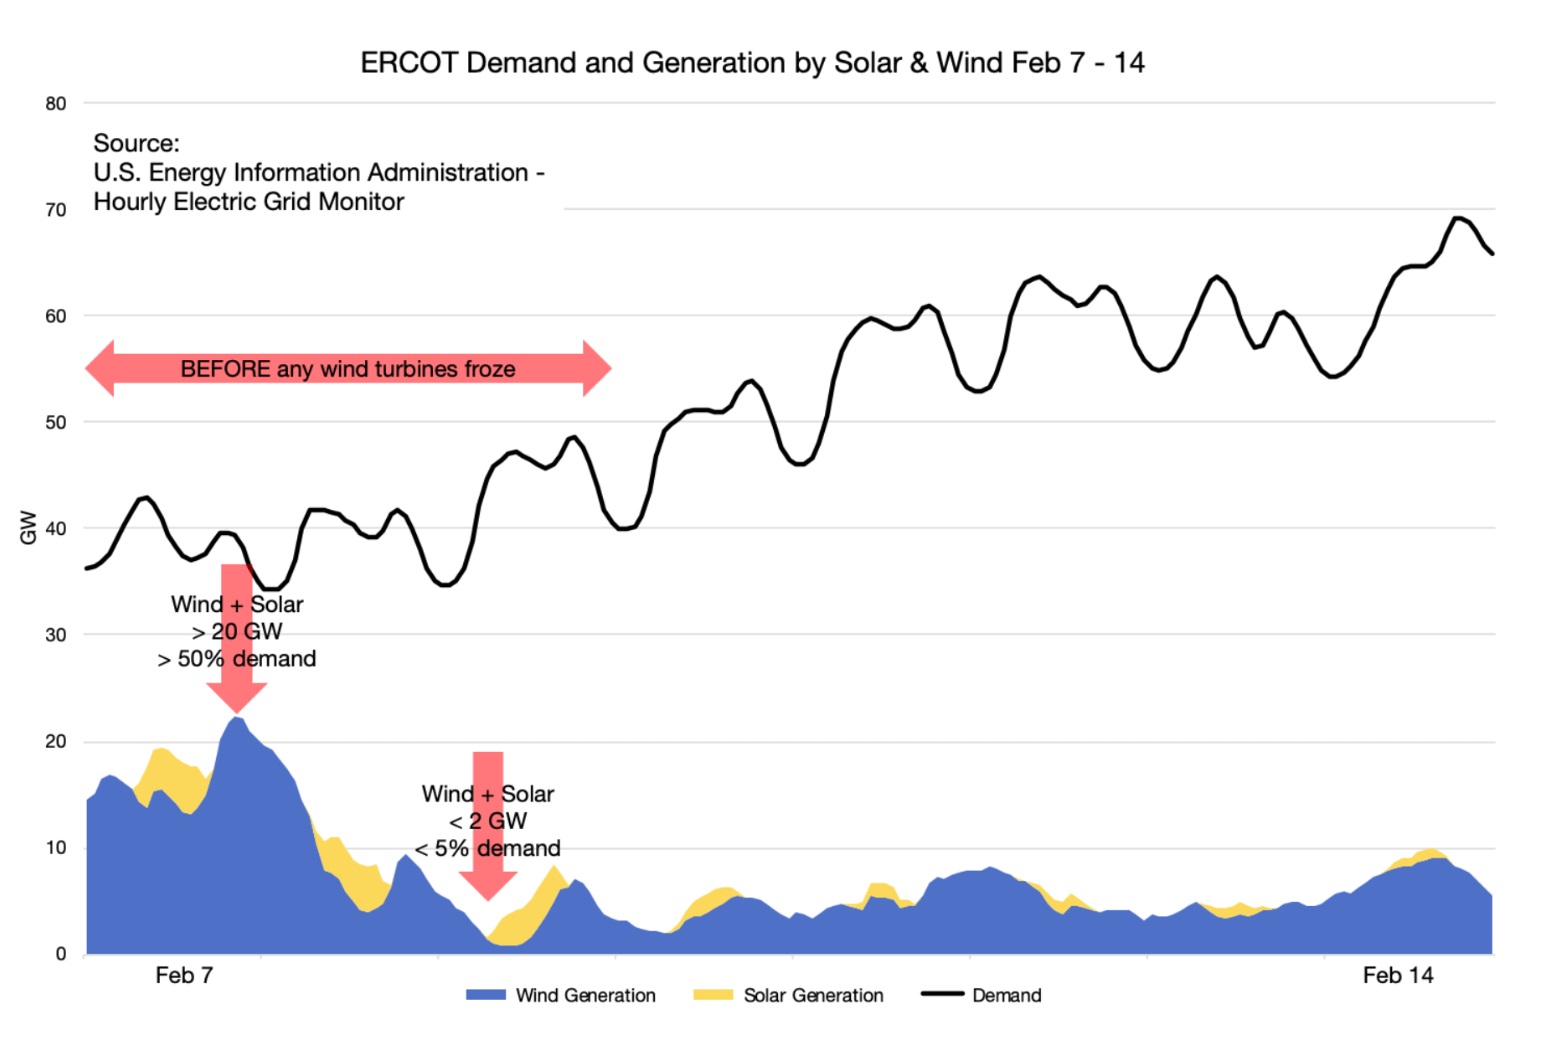 ERCOT Demand and Generation by Solar & Wind Feb 7 - 14
80
Source:
U.S. Energy Information Administration -
Hourly Electric Grid Monitor
70
60
BEFORE any wind turbines froze
50
GW
40
Wind + Solar
> 20 GW
> 50% demand
30
20
Wind + Solar
< 2 GW
< 5% demand
10
0
Feb 7
Feb 14
Wind Generation
Solar Generation
Demand